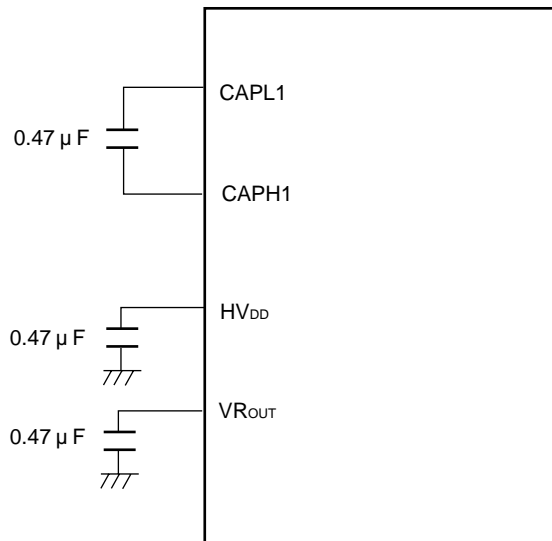 CAPL1
0.47 µ F
CAPH1
HVDD
0.47 µ F
VROUT
0.47 µ F